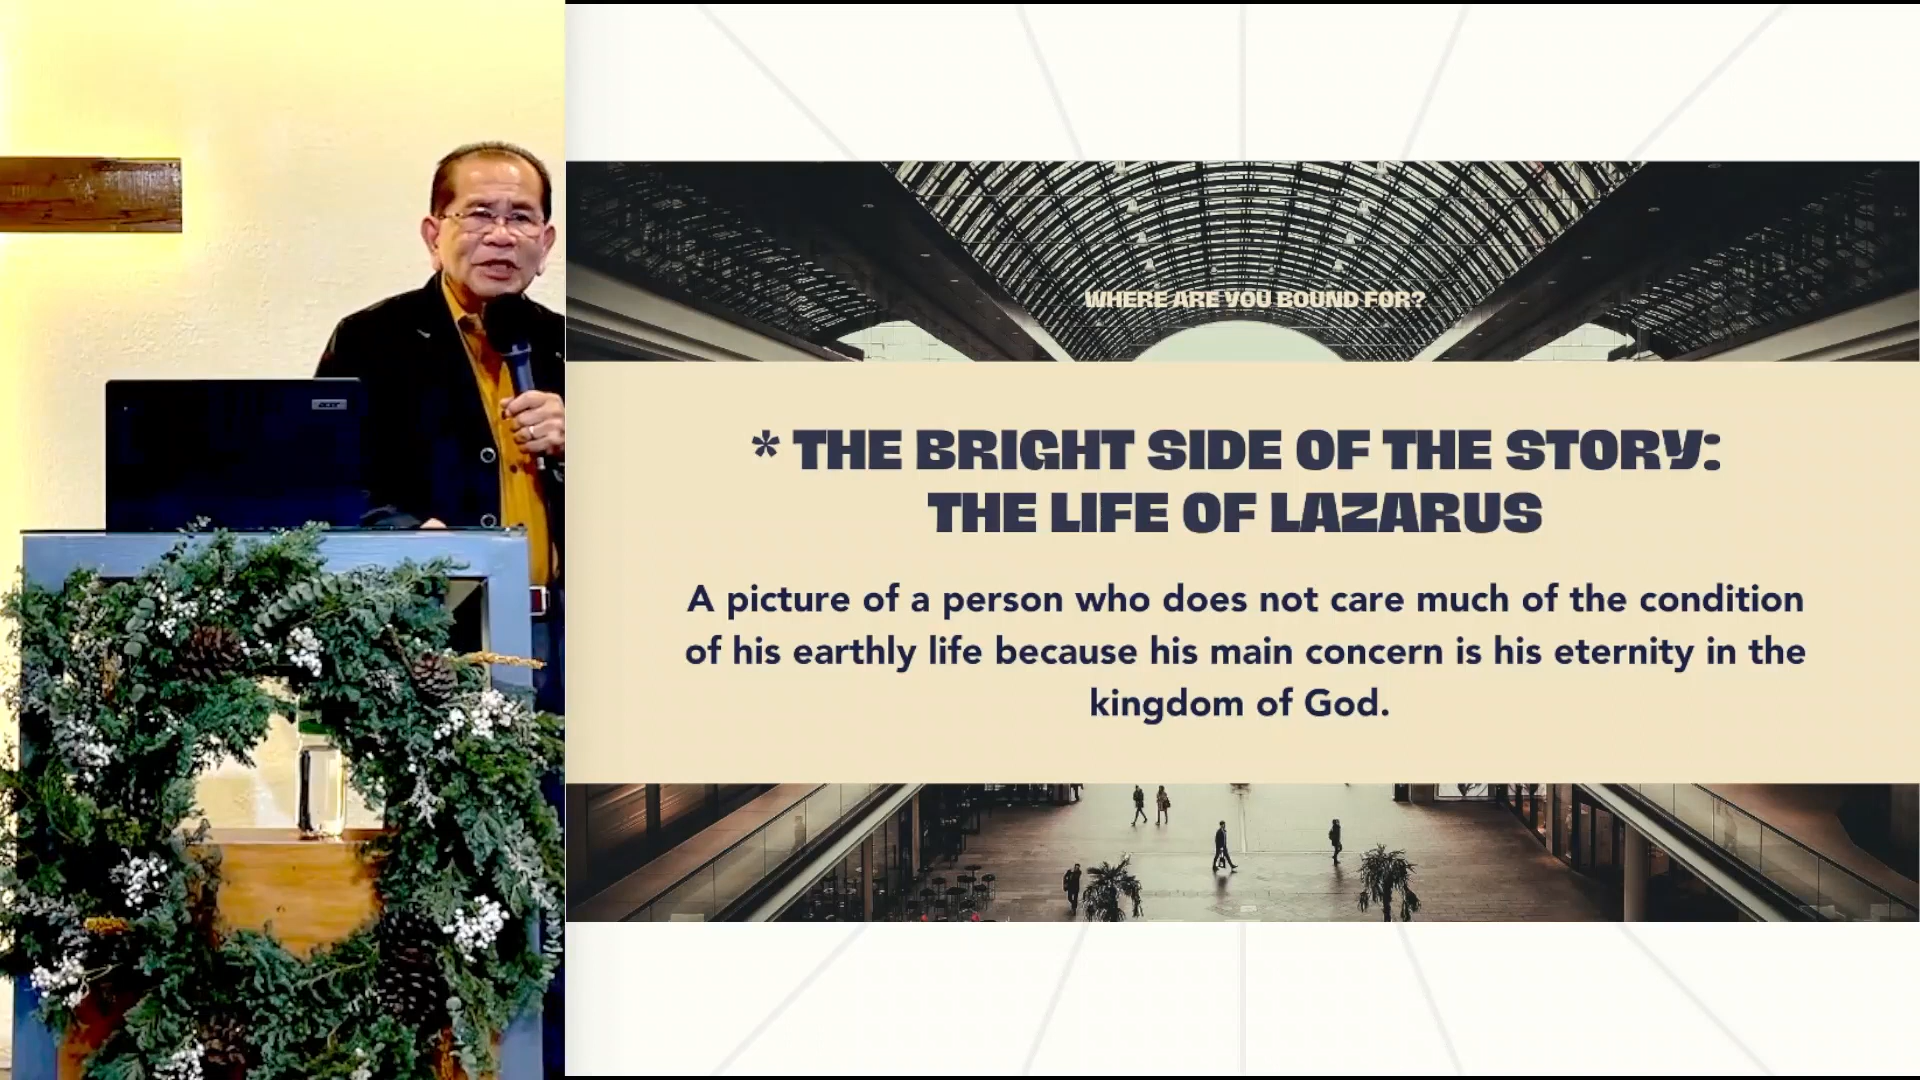 acer
WHERE ARE YOU BOUND FOR?
* THE BRIGHT SIDE OF THE STORY:
THE LIFE OF LAZARUS
A picture of a person who does not care much of the condition
of his earthly life because his main concern is his eternity in the
kingdom of God.